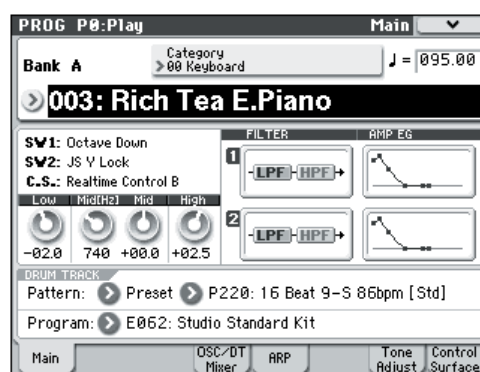 PROG P0:Play Main
Bank A
Category
00 Keyboard
♩ = 095.00
003: Rich Tea E.Piano
SW1: Octave Down
SW2: JS Y Lock
C.S.: Realtime Control B
Low Mid[Hz] Mid High
-02.0 740 +00.0 +02.5
FILTER AMP EG
1 LPF HPF
2 LPF HPF
DRUM TRACK
Pattern: Preset P220: 16 Beat 9-S 86bpm [Std]
Program: E062: Studio Standard Kit
Main
OSC/DT Mixer
ARP
Tone Adjust
Control Surface